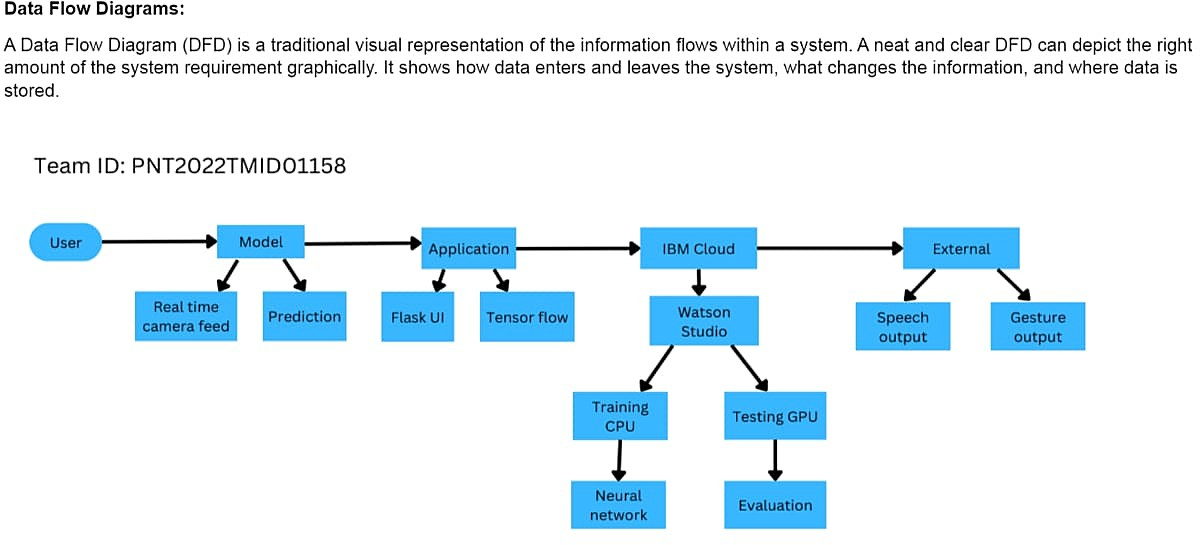 Data Flow Diagrams:
A Data Flow Diagram (DFD) is a traditional visual representation of the information flows within a system. A neat and clear DFD can depict the right
amount of the system requirement graphically. It shows how data enters and leaves the system, what changes the information, and where data is
stored.
Team ID: PNT2022TMID01158
User
Model
Application
IBM Cloud
External
Real time
camera feed
Prediction
Flask UI
Tensor flow
Watson
Studio
Speech
output
Gesture
output
Training
CPU
Testing GPU
Neural
network
Evaluation